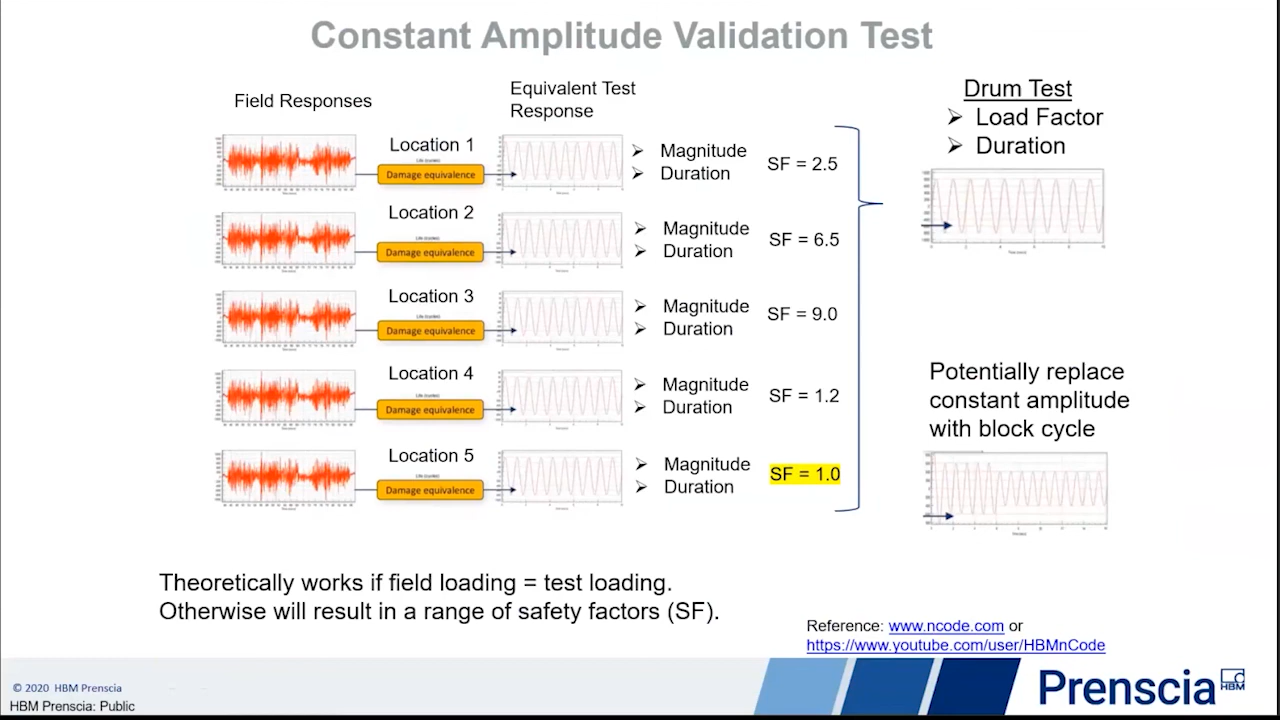 Constant Amplitude Validation Test
Field Responses
Equivalent Test
Response
Location 1
Damage equivalence
➢ Magnitude
➢ Duration
SF = 2.5
Location 2
Damage equivalence
➢ Magnitude
➢ Duration
SF = 6.5
Location 3
Damage equivalence
➢ Magnitude
➢ Duration
SF = 9.0
Location 4
Damage equivalence
➢ Magnitude
➢ Duration
SF = 1.2
Location 5
Damage equivalence
➢ Magnitude
➢ Duration
SF = 1.0
Drum Test
➢ Load Factor
➢ Duration
Potentially replace
constant amplitude
with block cycle
Theoretically works if field loading = test loading.
Otherwise will result in a range of safety factors (SF).
Reference: www.ncode.com or
https://www.youtube.com/user/HBMnCode
© 2020 HBM Prenscia
HBM Prenscia: Public
Prenscia
HBM